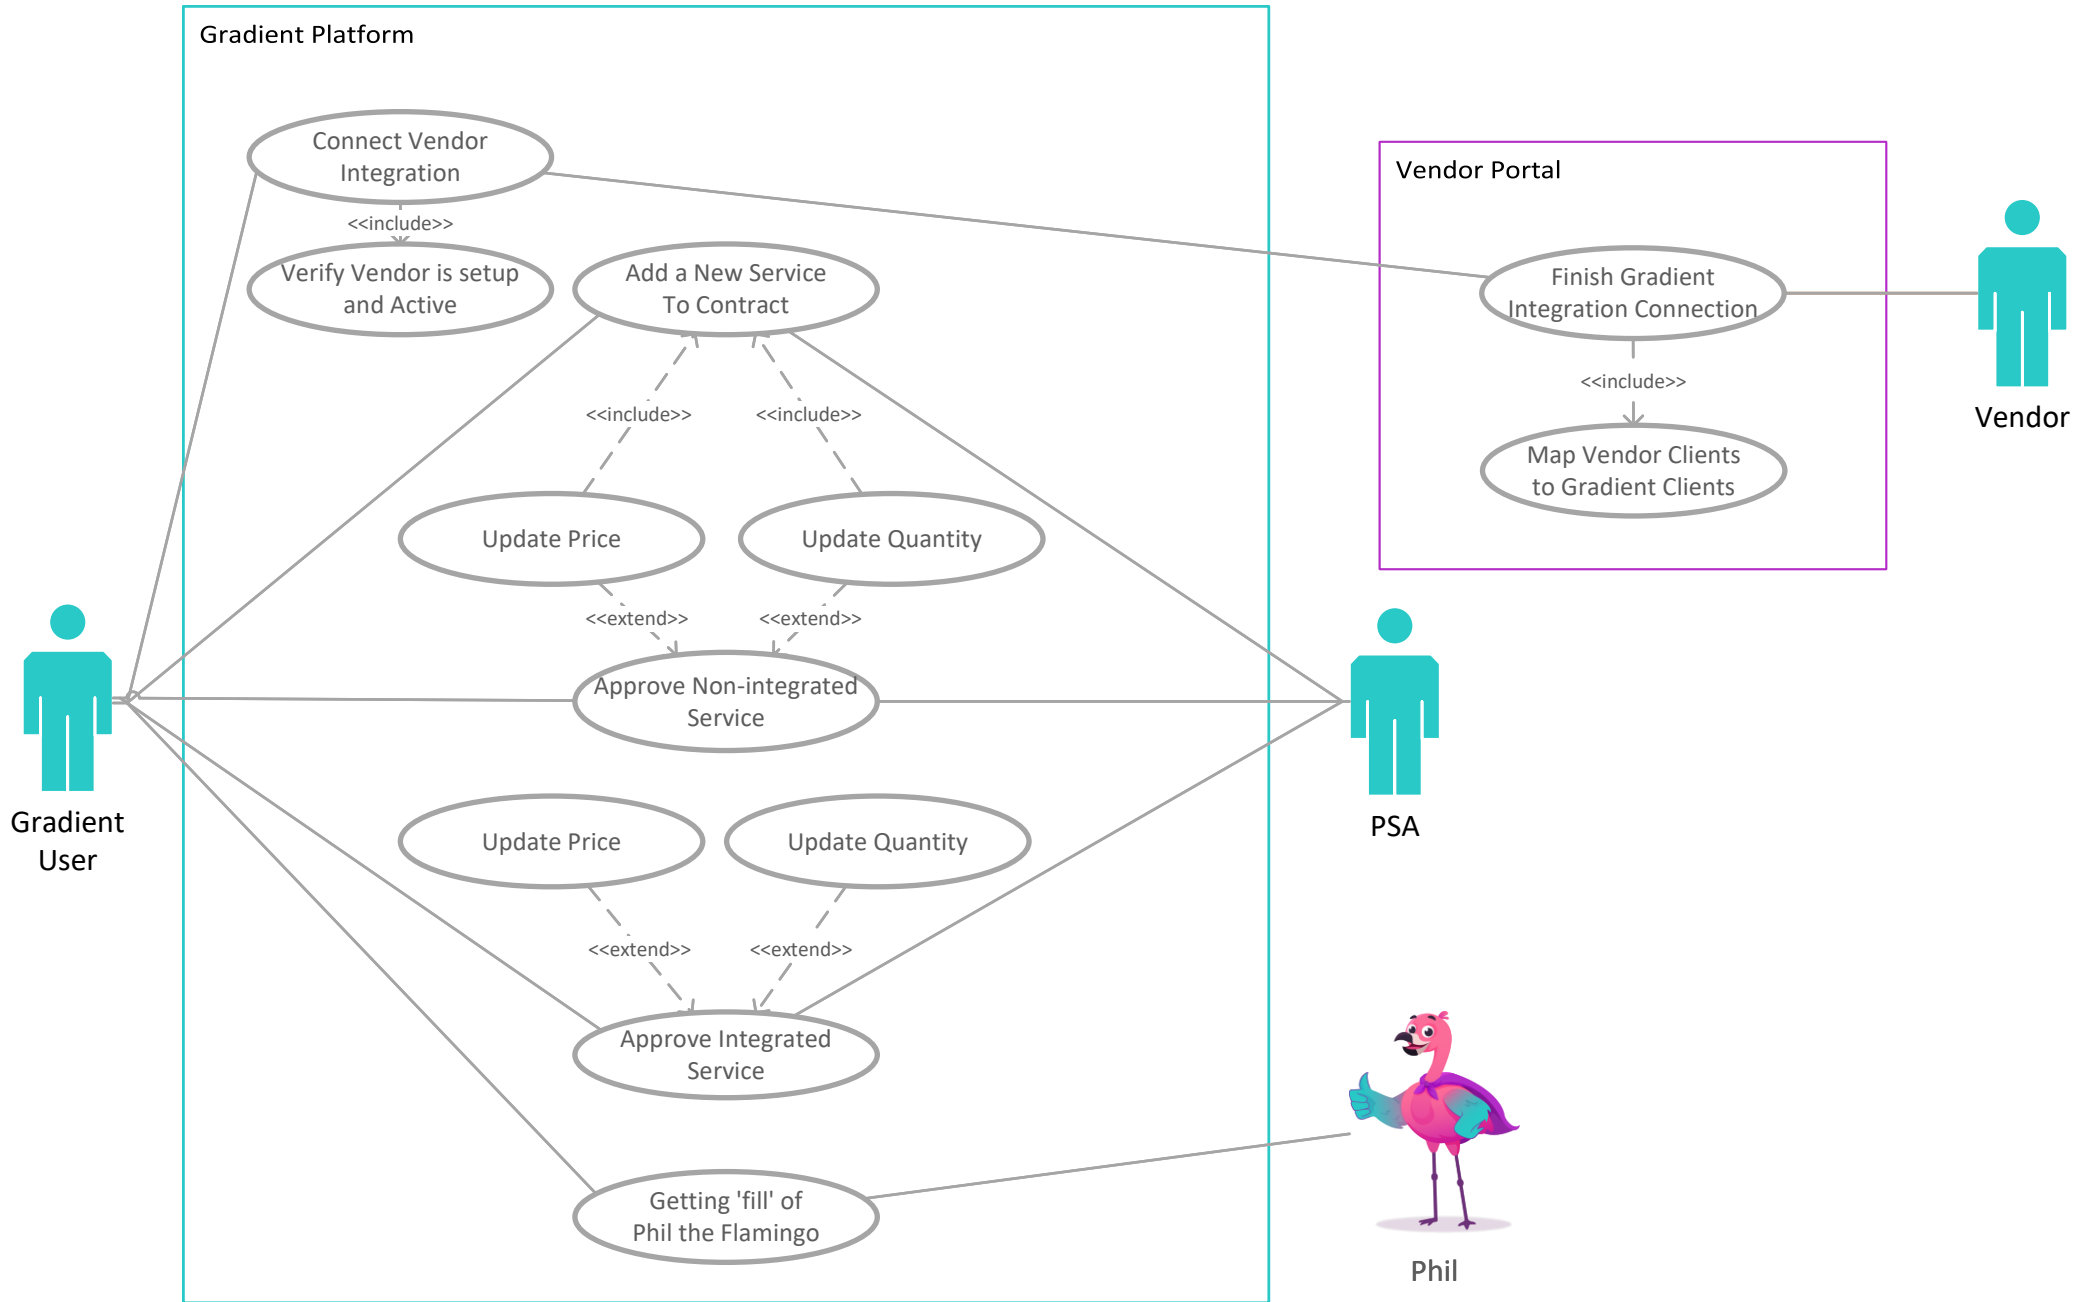 Gradient Platform
Connect Vendor
Integration
<<include>>
Verify Vendor is setup
and Active
Add a New Service
To Contract
<<include>>
<<include>>
Update Price
Update Quantity
<<extend>>
<<extend>>
Approve Non-integrated
Service
Update Price
Update Quantity
<<extend>>
<<extend>>
Approve Integrated
Service
Getting 'fill' of
Phil the Flamingo
Gradient
User
Vendor Portal
Finish Gradient
Integration Connection
<<include>>
Map Vendor Clients
to Gradient Clients
Vendor
PSA
Phil